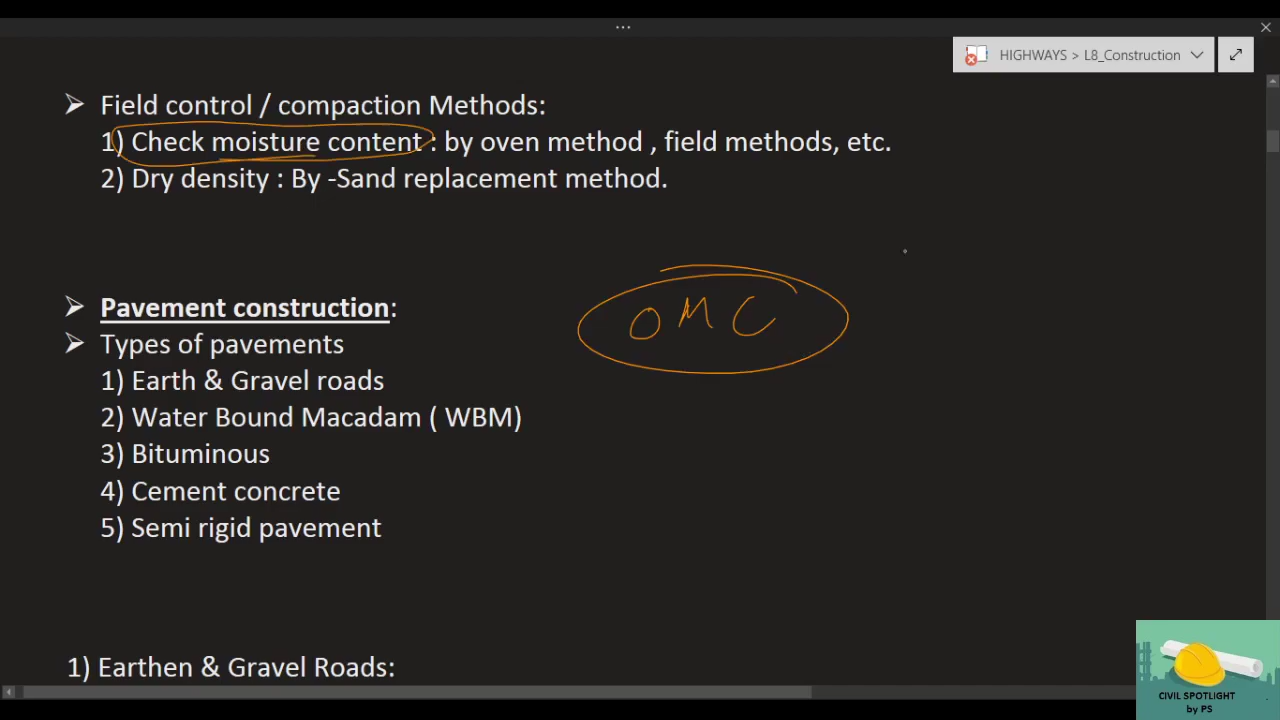 HIGHWAYS > L8_Construction
➤ Field control / compaction Methods:
1) Check moisture content : by oven method , field methods, etc.
2) Dry density : By -Sand replacement method.
➤ Pavement construction:
OMC
➤ Types of pavements
1) Earth & Gravel roads
2) Water Bound Macadam ( WBM)
3) Bituminous
4) Cement concrete
5) Semi rigid pavement
1) Earthen & Gravel Roads:
CIVIL SPOTLIGHT
by PS